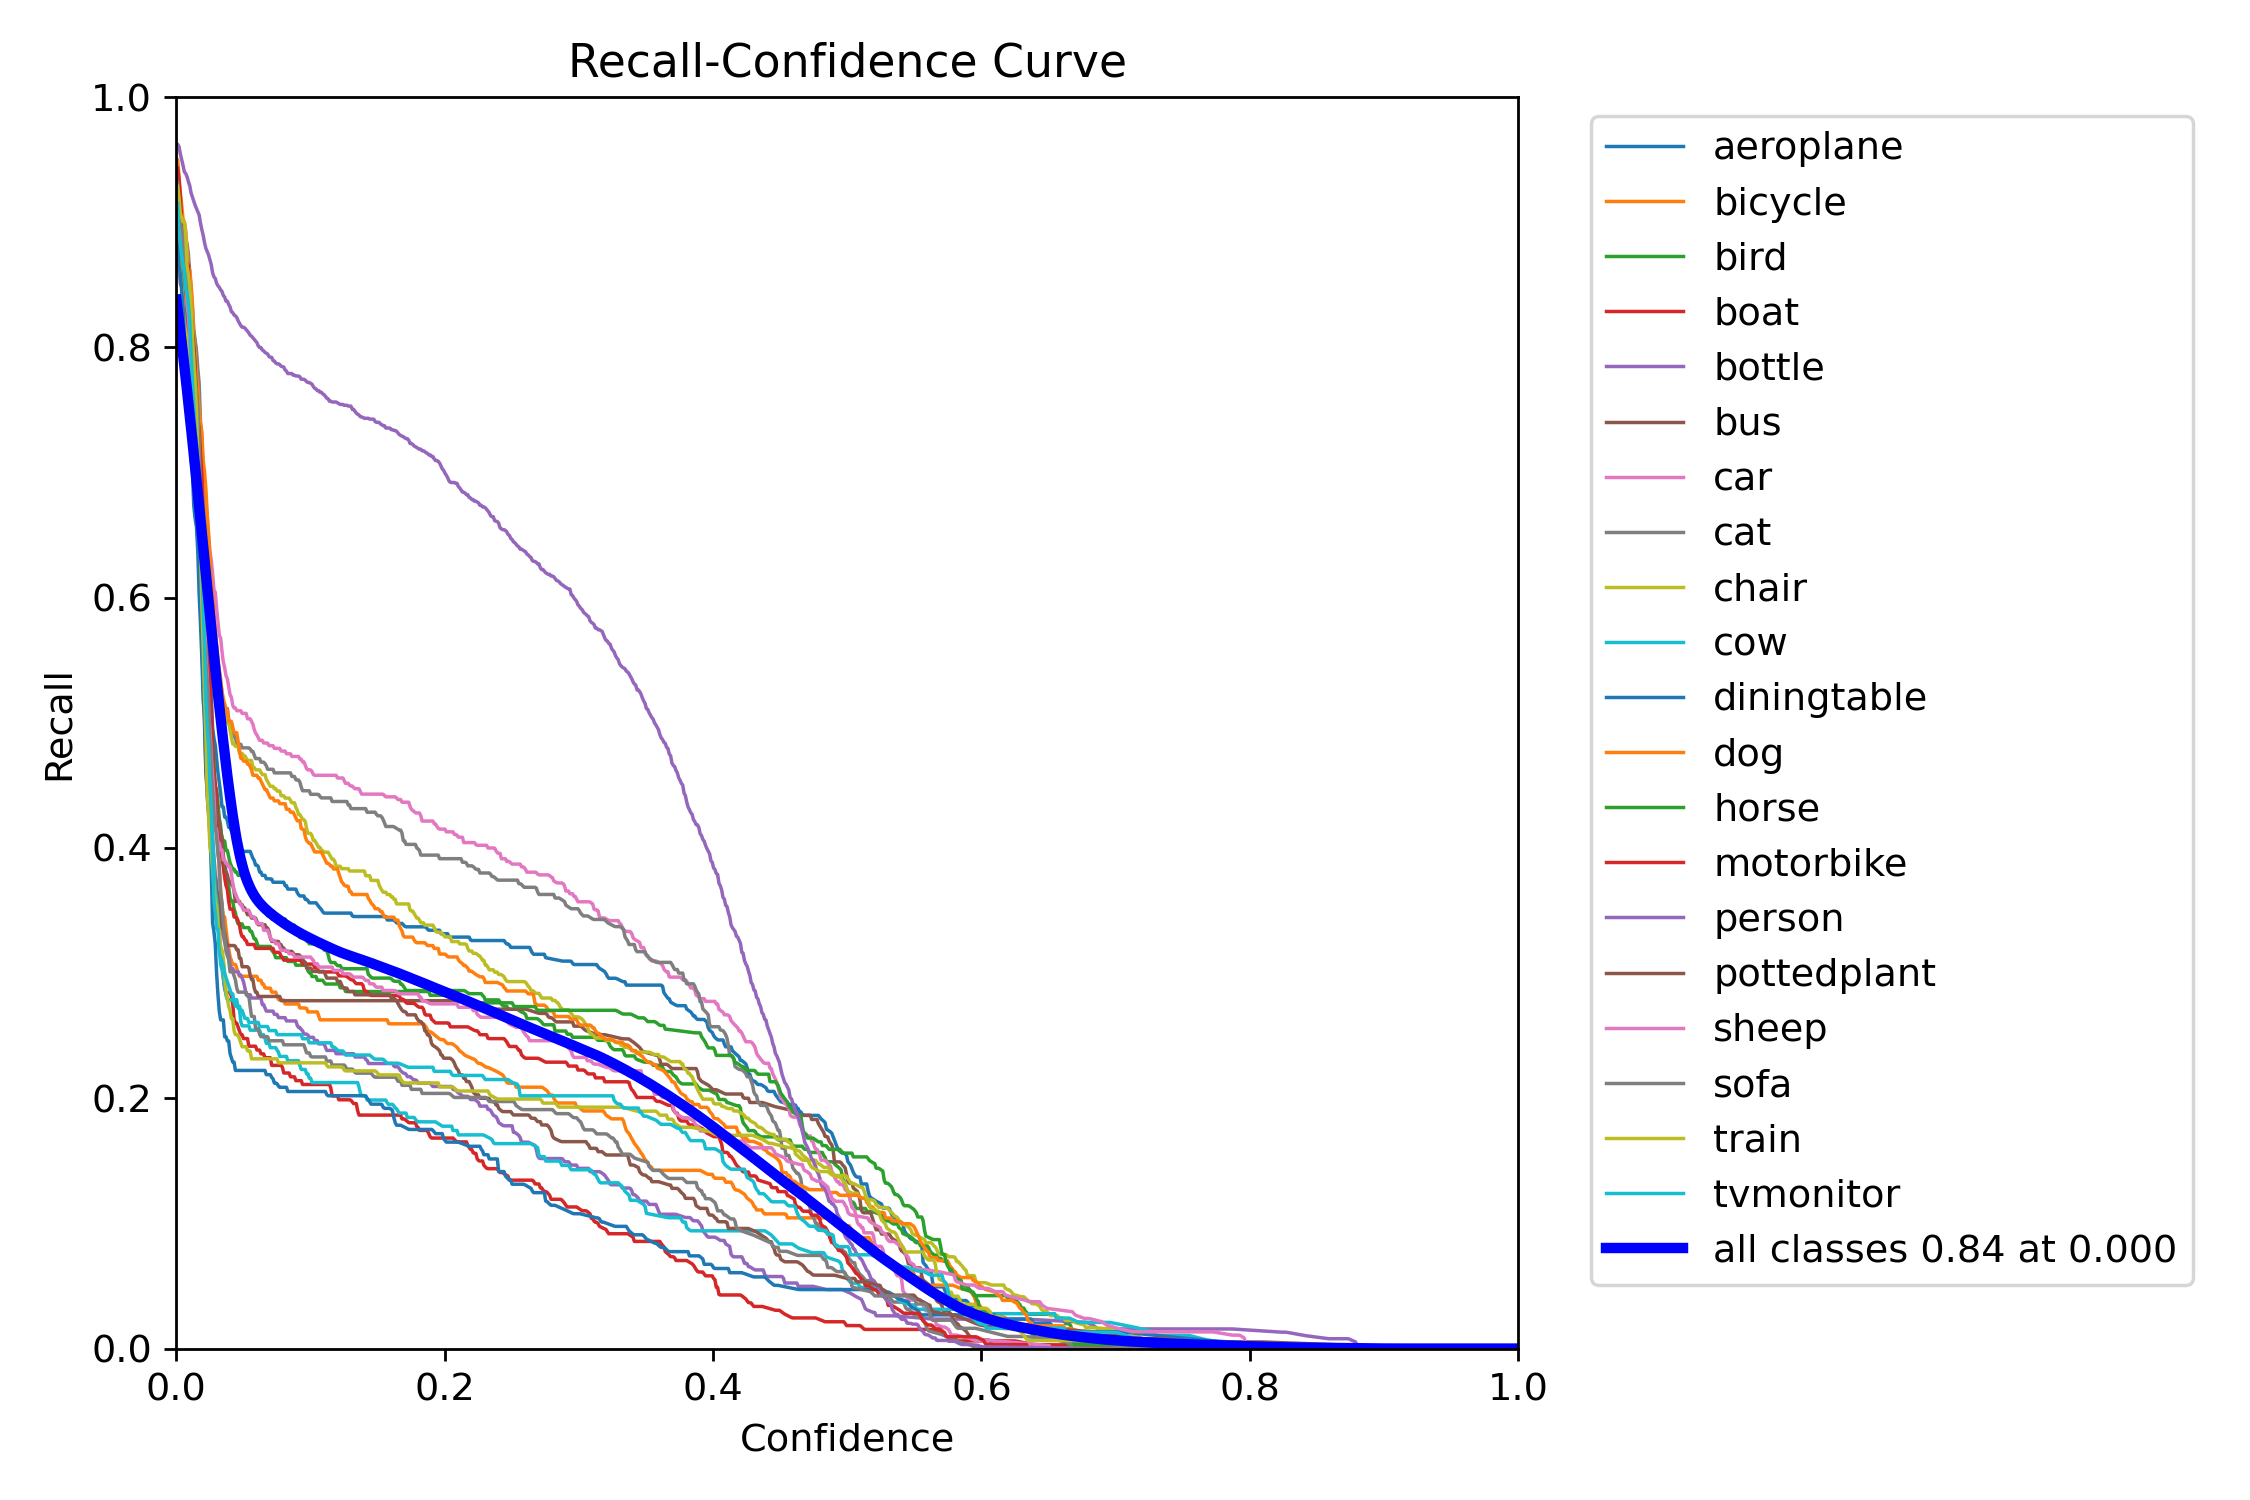 Recall-Confidence Curve
1.0
0.8
0.6
0.4
0.2
0.0
Recall
0.0 0.2 0.4 0.6 0.8 1.0
Confidence
aeroplane
bicycle
bird
boat
bottle
bus
car
cat
chair
cow
diningtable
dog
horse
motorbike
person
pottedplant
sheep
sofa
train
tvmonitor
all classes 0.84 at 0.000